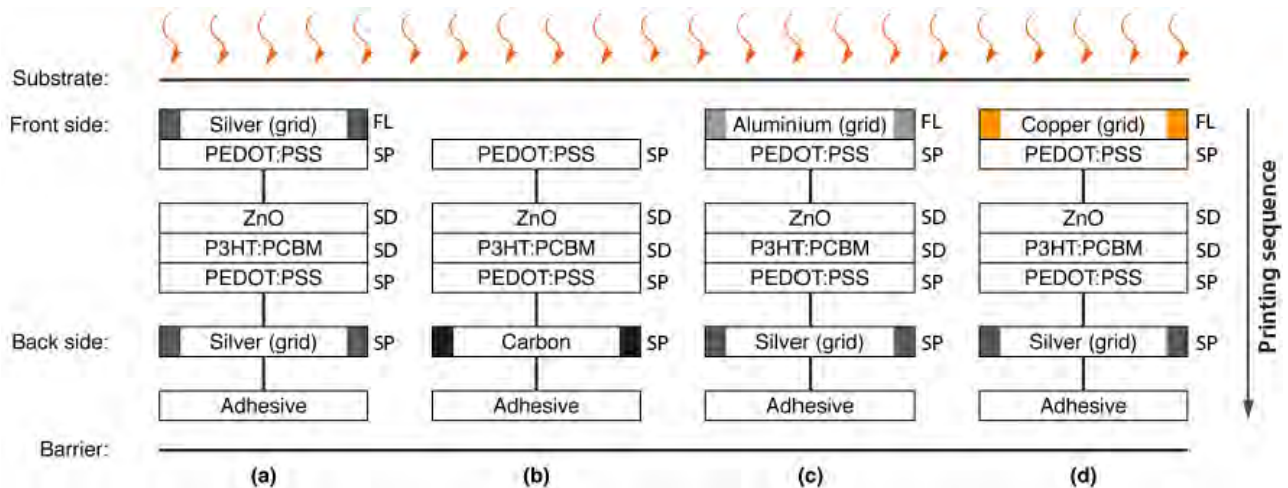 Substrate:
Front side: Silver (grid) FL Aluminium (grid) FL Copper (grid) FL
PEDOT:PSS SP PEDOT:PSS SP PEDOT:PSS SP PEDOT:PSS SP
ZnO SD ZnO SD ZnO SD ZnO SD
P3HT:PCBM SD P3HT:PCBM SD P3HT:PCBM SD P3HT:PCBM SD
PEDOT:PSS SP PEDOT:PSS SP PEDOT:PSS SP PEDOT:PSS SP
Back side: Silver (grid) SP Carbon SP Silver (grid) SP Silver (grid) SP
Adhesive Adhesive Adhesive Adhesive
Barrier:
(a) (b) (c) (d)
Printing sequence